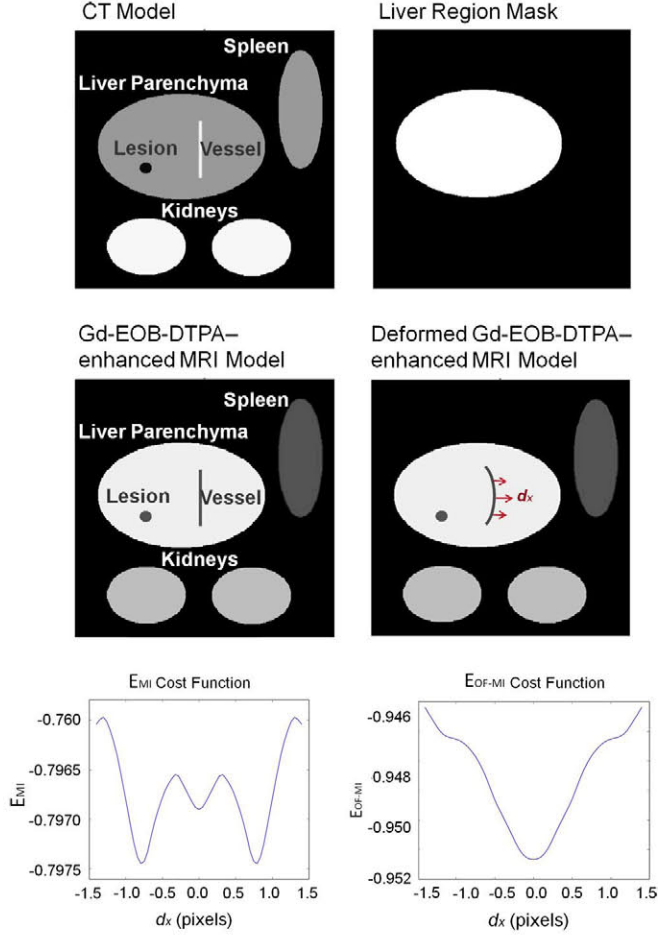 CT Model
Liver Region Mask
Spleen
Liver Parenchyma
Lesion
Vessel
Kidneys
Gd-EOB-DTPA–
enhanced MRI Model
Deformed Gd-EOB-DTPA–
enhanced MRI Model
Spleen
Liver Parenchyma
Lesion
Vessel
dx
Kidneys
EMI Cost Function
-0.760
-0.7965
-0.7970
-0.7975
EMI
-1.5 -1.0 -0.5 0.0 0.5 1.0 1.5
dx (pixels)
EOF-MI Cost Function
-0.946
-0.948
-0.950
-0.952
EOF-MI
-1.5 -1.0 -0.5 0.0 0.5 1.0 1.5
dx (pixels)